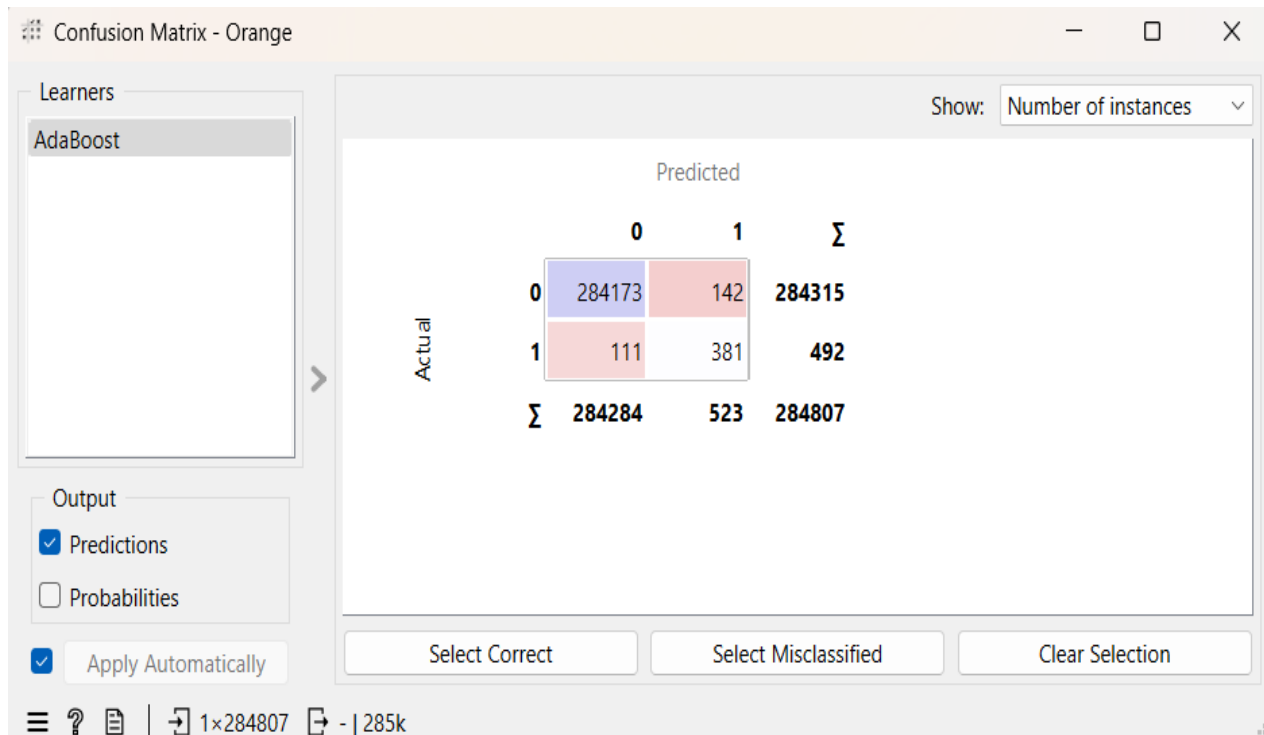 Confusion Matrix - Orange
Learners
AdaBoost
Show: Number of instances
Predicted
0 1 Σ
0 284173 142 284315
Actual
1 111 381 492
Σ 284284 523 284807
Output
Predictions
Probabilities
Apply Automatically
Select Correct Select Misclassified Clear Selection
1×284807 - | 285k